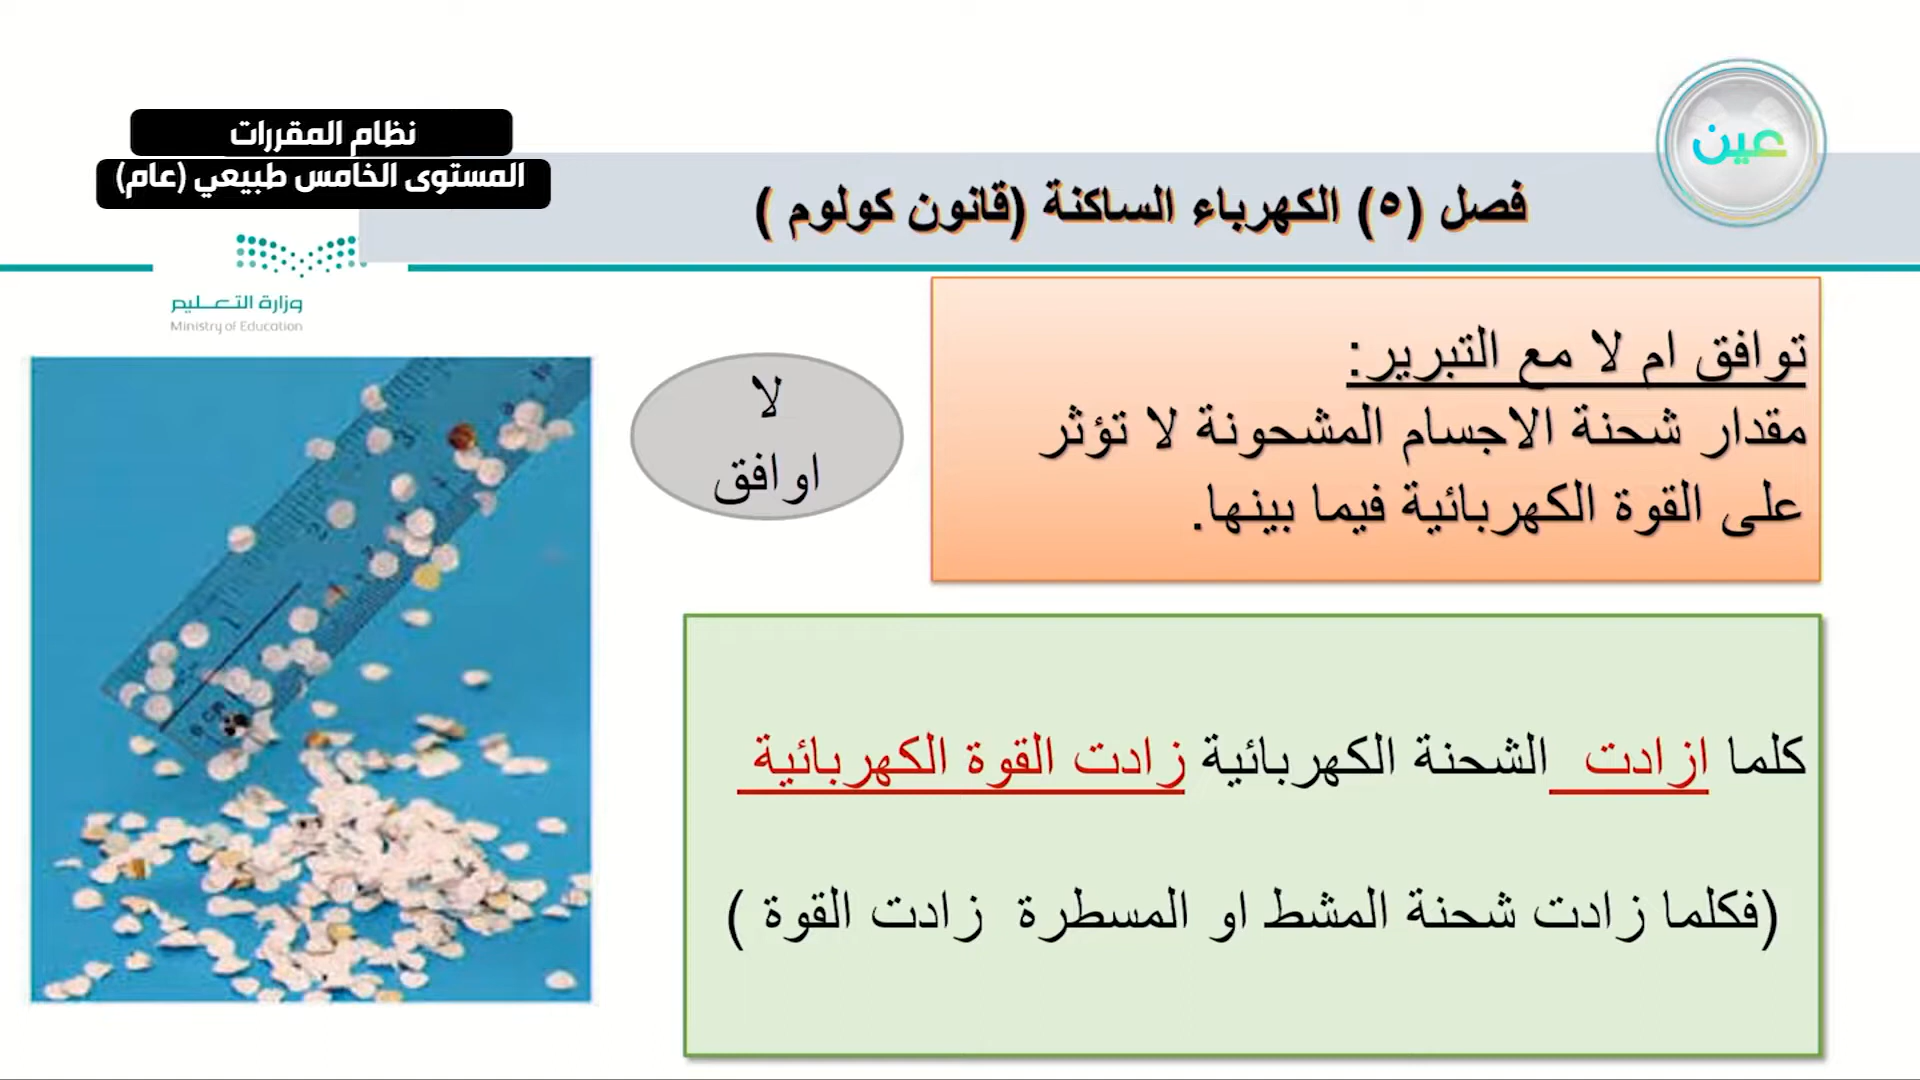 نظام المقررات
المستوى الخامس طبيعي (عام)
عين
فصل (٥) الكهرباء الساكنة (قانون كولوم )
وزارة التعـــليم
Ministry of Education
توافق ام لا مع التبرير:
مقدار شحنة الاجسام المشحونة لا تؤثر
على القوة الكهربائية فيما بينها.
لا
اوافق
كلما ازادت الشحنة الكهربائية زادت القوة الكهربائية
(فكلما زادت شحنة المشط او المسطرة زادت القوة )